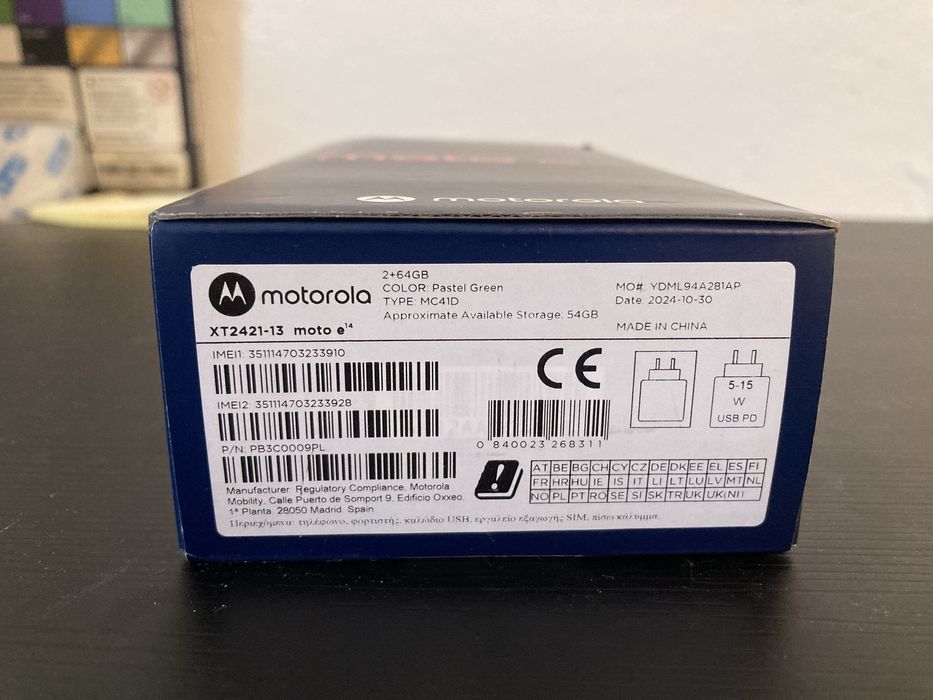 motorola
motorola
2+64GB
COLOR: Pastel Green
TYPE: MC41D
Approximate Available Storage: 54GB
MO#: YDML94A281AP
Date: 2024-10-30
MADE IN CHINA
XT2421-13 moto e¹⁴
IMEI1: 351114703233910
IMEI2: 351114703233928
P/N: PB3C0009PL
CE
0 840023 268311
5-15
W
USB PD
AT BE BG CH CY CZ DE DK EE EL ES FI
FR HR HU IE IS IT LI LT LU LV MT NL
NO PL PT RO SE SI SK TR UK UK(NI)
Manufacturer: Regulatory Compliance, Motorola
Mobility, Calle Puerto de Somport 9, Edificio Oxxeo,
1ª Planta, 28050 Madrid. Spain
Περιεχόμενα: τηλέφωνο, φορτιστής, καλώδιο USB, εργαλείο εξαγωγής SIM, πίσω κάλυμμα.